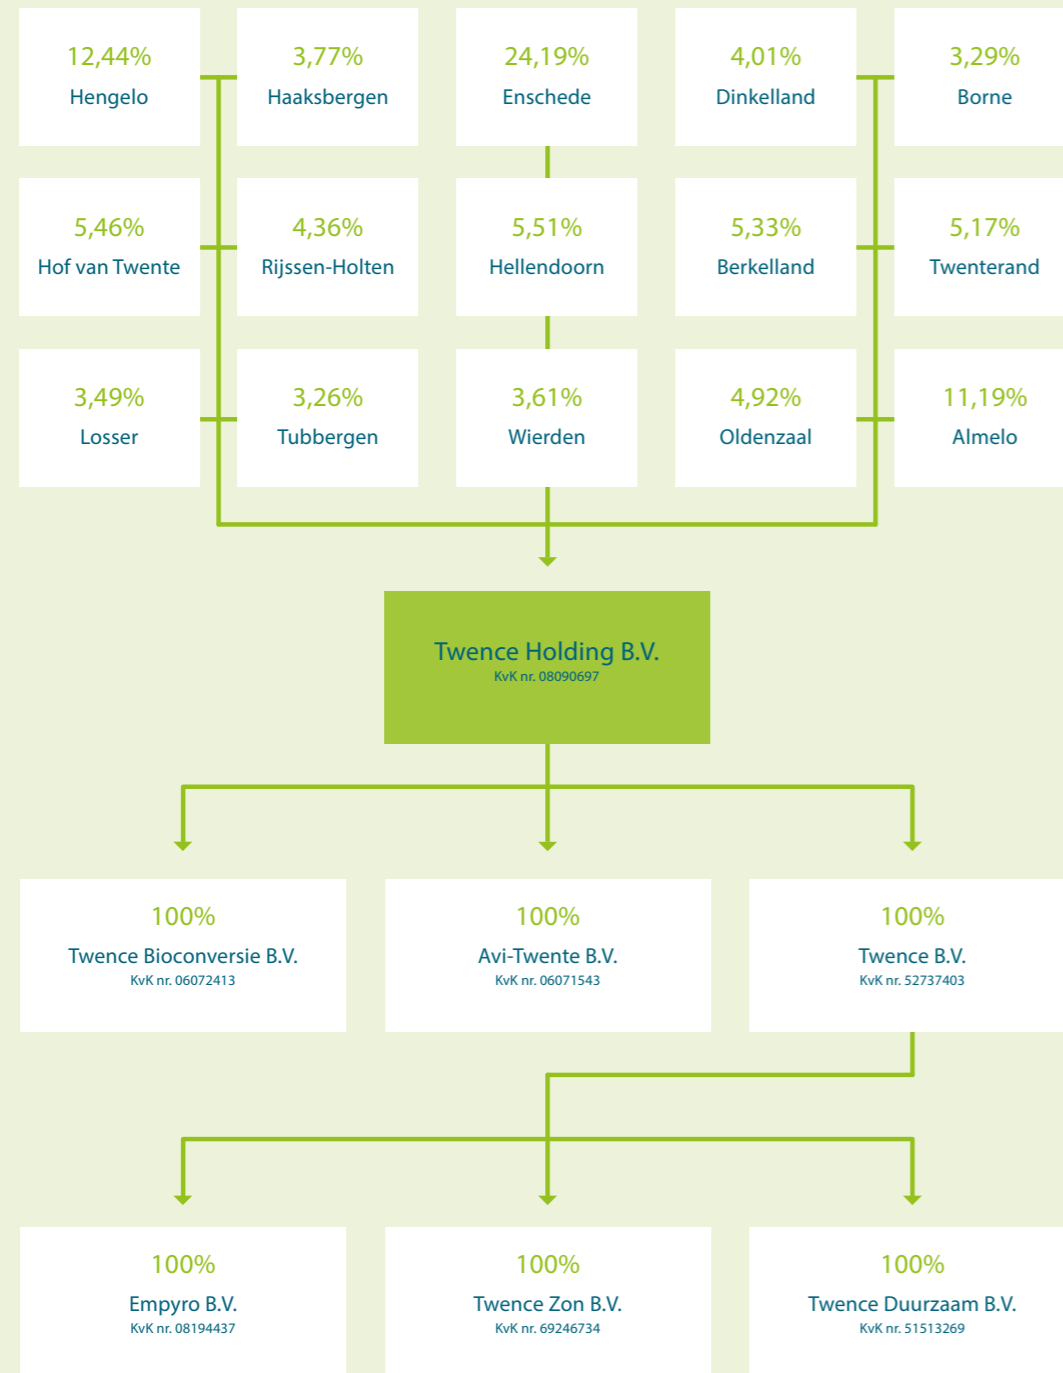 12,44%
Hengelo
3,77%
Haaksbergen
24,19%
Enschede
4,01%
Dinkelland
3,29%
Borne
5,46%
Hof van Twente
4,36%
Rijssen-Holten
5,51%
Hellendoorn
5,33%
Berkelland
5,17%
Twenterand
3,49%
Losser
3,26%
Tubbergen
3,61%
Wierden
4,92%
Oldenzaal
11,19%
Almelo
Twence Holding B.V.
KvK nr. 08090697
100%
Twence Bioconversie B.V.
KvK nr. 06072413
100%
Avi-Twente B.V.
KvK nr. 06071543
100%
Twence B.V.
KvK nr. 52737403
100%
Empyro B.V.
KvK nr. 08194437
100%
Twence Zon B.V.
KvK nr. 69246734
100%
Twence Duurzaam B.V.
KvK nr. 51513269